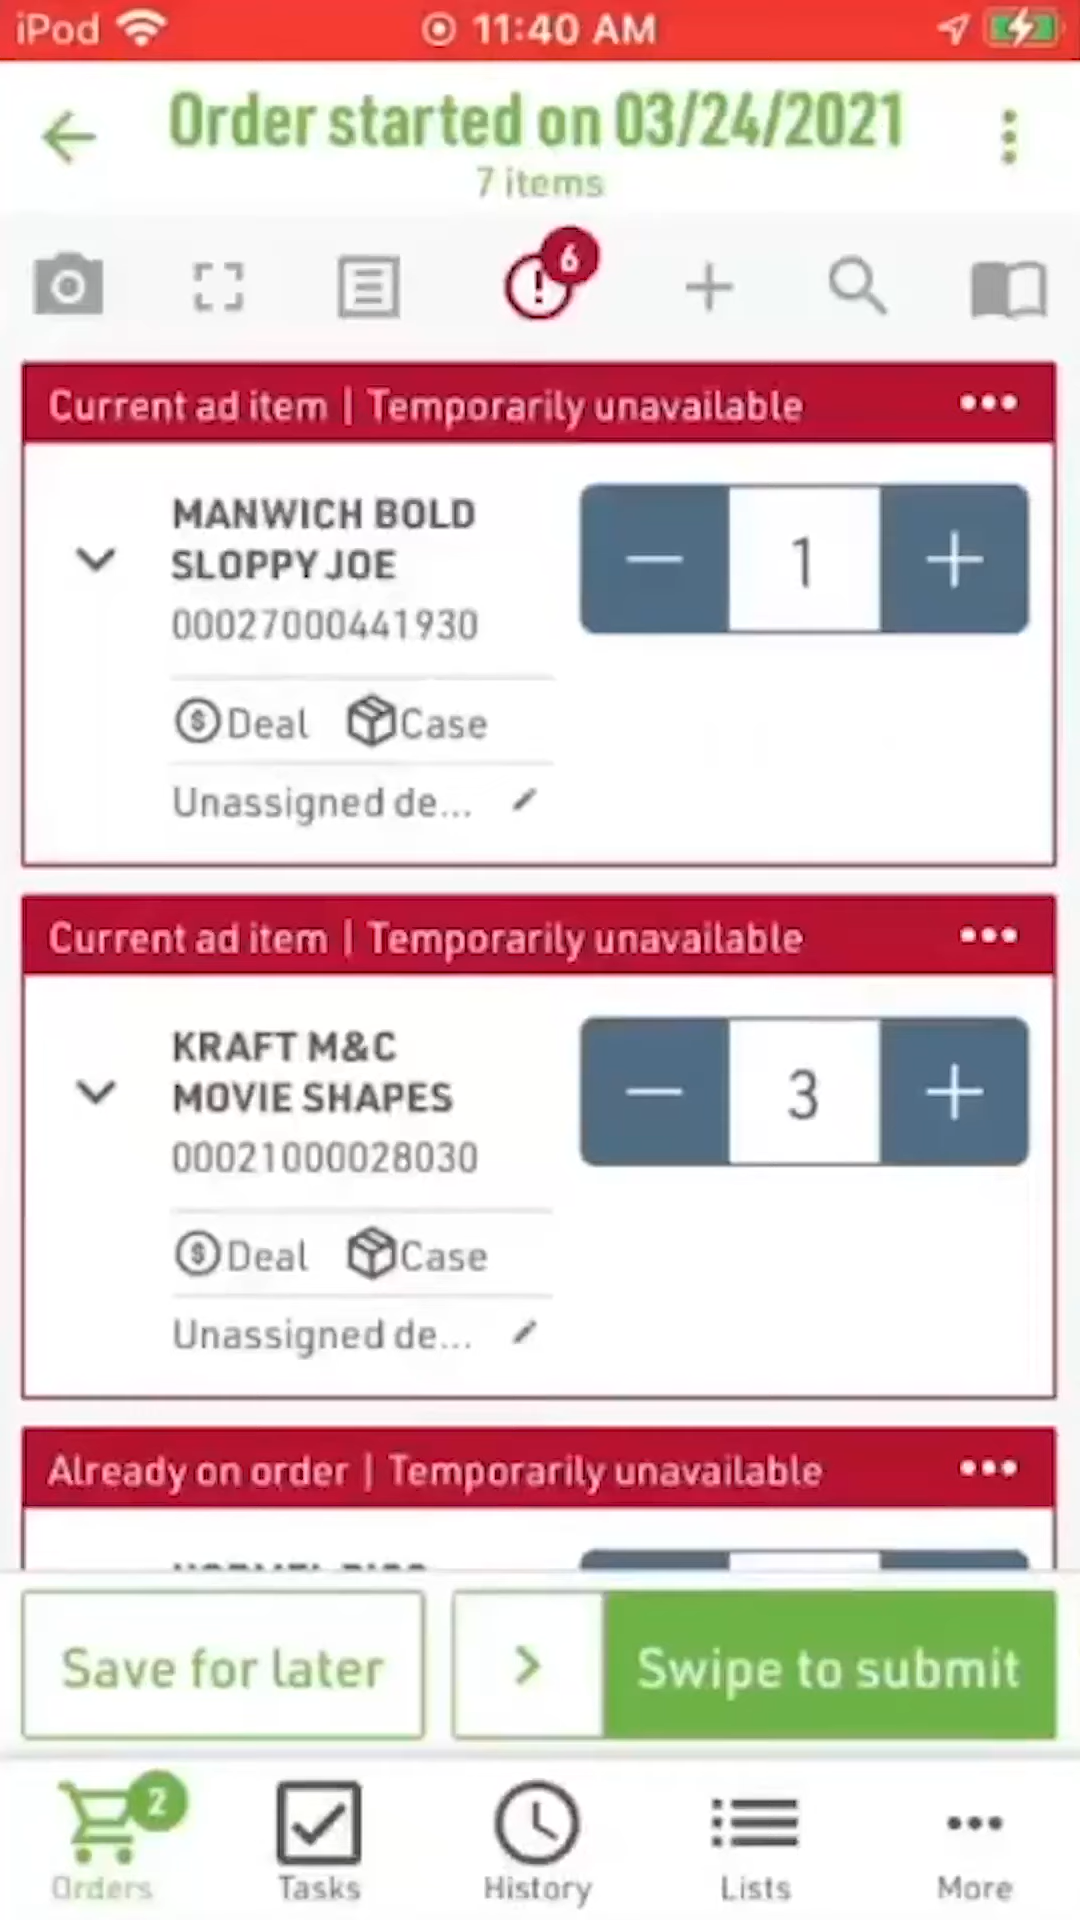 iPod 11:40 AM
Order started on 03/24/2021
7 items
6
Current ad item | Temporarily unavailable
MANWICH BOLD
SLOPPY JOE
00027000441930
1
Deal Case
Unassigned de...
Current ad item | Temporarily unavailable
KRAFT M&C
MOVIE SHAPES
00021000028030
3
Deal Case
Unassigned de...
Already on order | Temporarily unavailable
Save for later
> Swipe to submit
2
Orders Tasks History Lists More